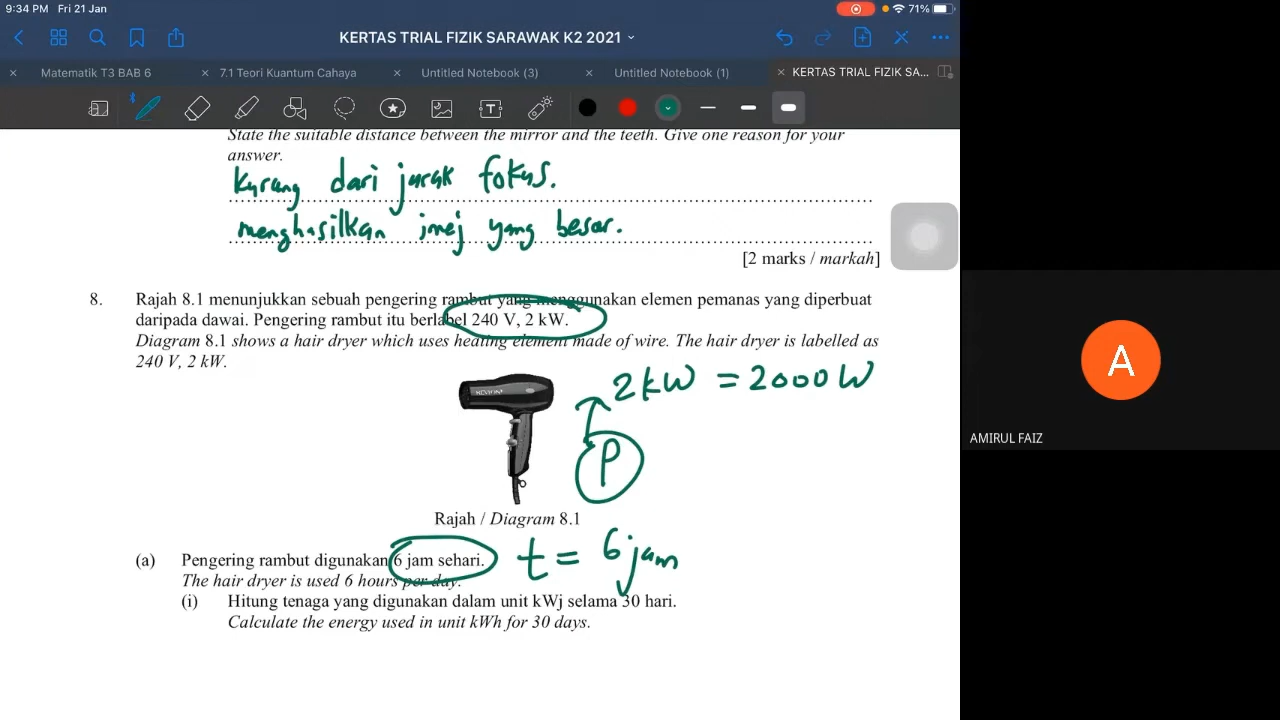 9:34 PM Fri 21 Jan
71%
KERTAS TRIAL FIZIK SARAWAK K2 2021
Matematik T3 BAB 6
7.1 Teori Kuantum Cahaya
Untitled Notebook (3)
Untitled Notebook (1)
KERTAS TRIAL FIZIK SA...
State the suitable distance between the mirror and the teeth. Give one reason for your
answer.
kurang dari jarak fokus.
menghasilkan imej yang besar.
[2 marks / markah]
8. Rajah 8.1 menunjukkan sebuah pengering rambut yang menggunakan elemen pemanas yang diperbuat
daripada dawai. Pengering rambut itu berlabel 240 V, 2 kW.
Diagram 8.1 shows a hair dryer which uses heating element made of wire. The hair dryer is labelled as
240 V, 2 kW.
2kW = 2000W
P
A
AMIRUL FAIZ
Rajah / Diagram 8.1
(a) Pengering rambut digunakan 6 jam sehari.
t = 6 jam
The hair dryer is used 6 hours per day.
(i) Hitung tenaga yang digunakan dalam unit kWj selama 30 hari.
Calculate the energy used in unit kWh for 30 days.